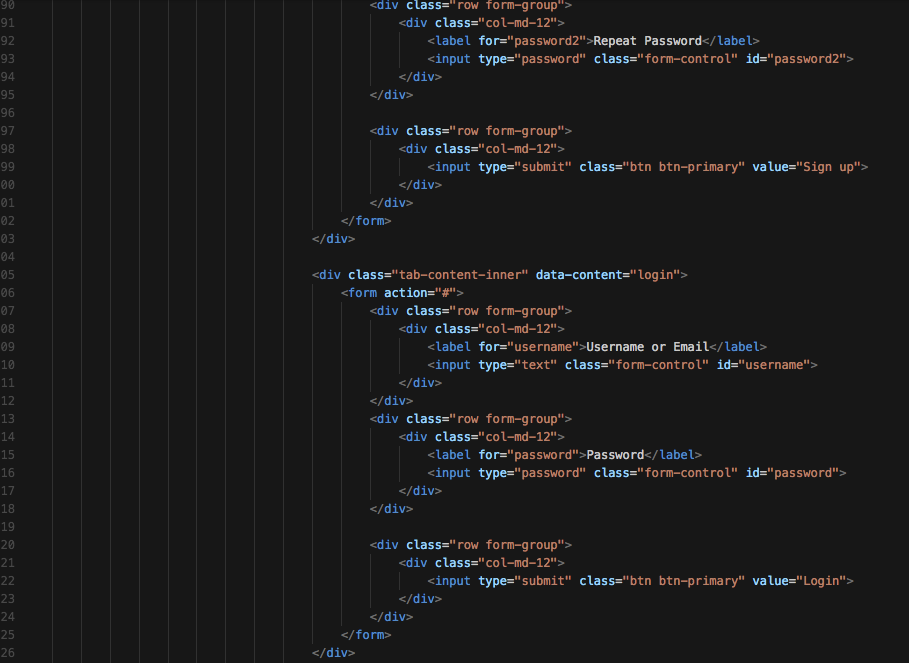 90 <div class="row form-group">
91 <div class="col-md-12">
92 <label for="password2">Repeat Password</label>
93 <input type="password" class="form-control" id="password2">
94 </div>
95 </div>
96
97 <div class="row form-group">
98 <div class="col-md-12">
99 <input type="submit" class="btn btn-primary" value="Sign up">
00 </div>
01 </div>
02 </form>
03 </div>
04
05 <div class="tab-content-inner" data-content="login">
06 <form action="#">
07 <div class="row form-group">
08 <div class="col-md-12">
09 <label for="username">Username or Email</label>
10 <input type="text" class="form-control" id="username">
11 </div>
12 </div>
13 <div class="row form-group">
14 <div class="col-md-12">
15 <label for="password">Password</label>
16 <input type="password" class="form-control" id="password">
17 </div>
18 </div>
19
20 <div class="row form-group">
21 <div class="col-md-12">
22 <input type="submit" class="btn btn-primary" value="Login">
23 </div>
24 </div>
25 </form>
26 </div>